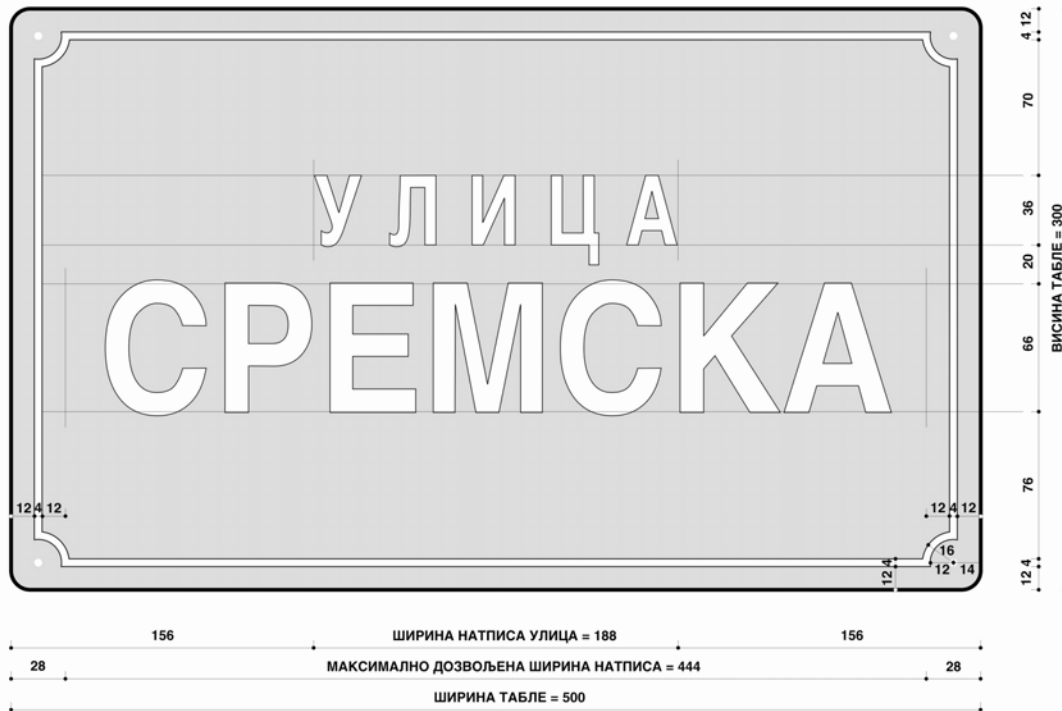 12
4
70
УЛИЦА
36
20
СРЕМСКА
66
ВИСИНА ТАБЛЕ = 300
76
12 4 12
12 4 12
16
12 14
12 4
12 4
156 ШИРИНА НАТПИСА УЛИЦА = 188 156
28 МАКСИМАЛНО ДОЗВОЉЕНА ШИРИНА НАТПИСА = 444 28
ШИРИНА ТАБЛЕ = 500